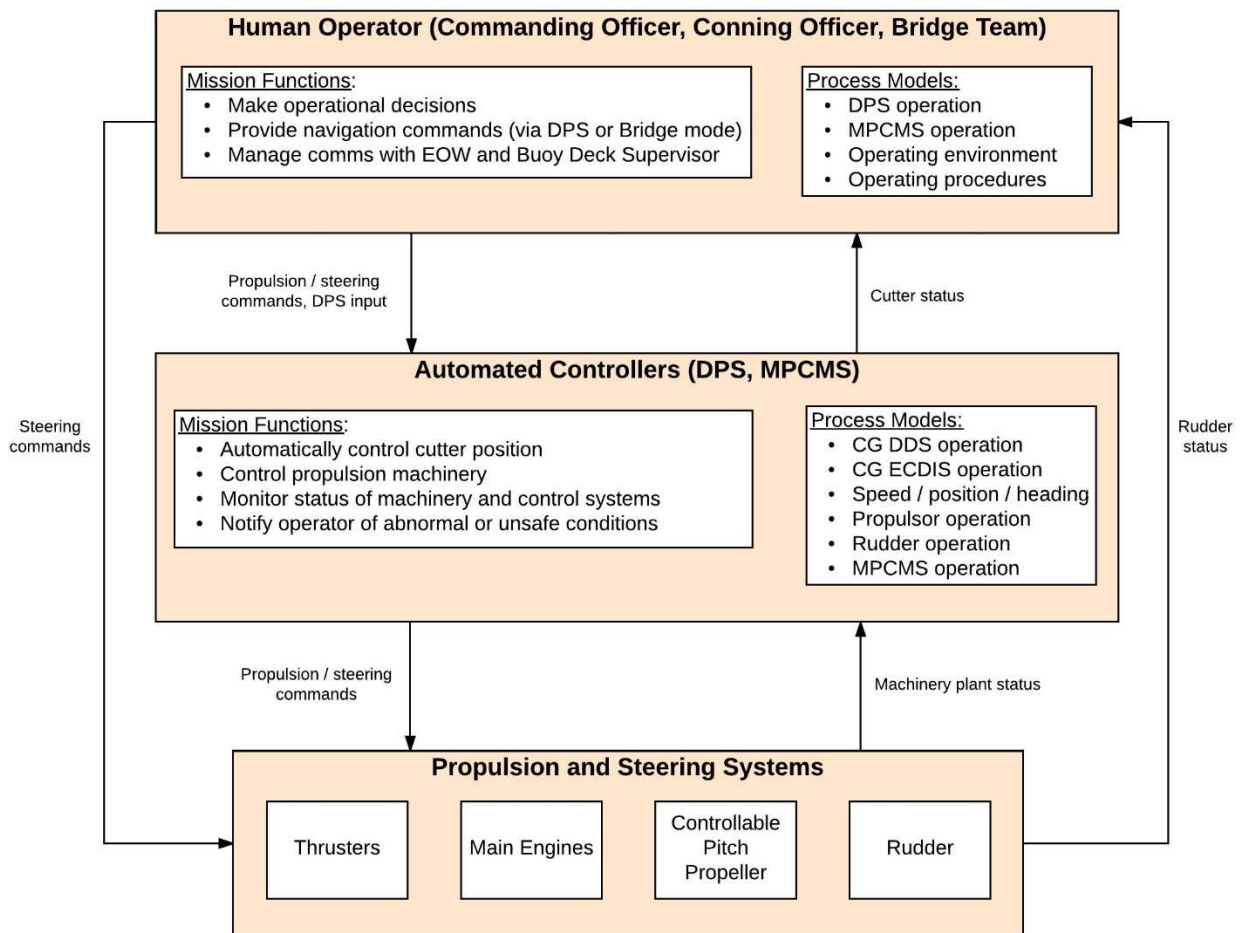 Human Operator (Commanding Officer, Conning Officer, Bridge Team)
Mission Functions:
• Make operational decisions
• Provide navigation commands (via DPS or Bridge mode)
• Manage comms with EOW and Buoy Deck Supervisor
Process Models:
• DPS operation
• MPCMS operation
• Operating environment
• Operating procedures
Propulsion / steering
commands, DPS input
Cutter status
Steering
commands
Rudder
status
Automated Controllers (DPS, MPCMS)
Mission Functions:
• Automatically control cutter position
• Control propulsion machinery
• Monitor status of machinery and control systems
• Notify operator of abnormal or unsafe conditions
Process Models:
• CG DDS operation
• CG ECDIS operation
• Speed / position / heading
• Propulsor operation
• Rudder operation
• MPCMS operation
Propulsion / steering
commands
Machinery plant status
Propulsion and Steering Systems
Thrusters
Main Engines
Controllable
Pitch
Propeller
Rudder